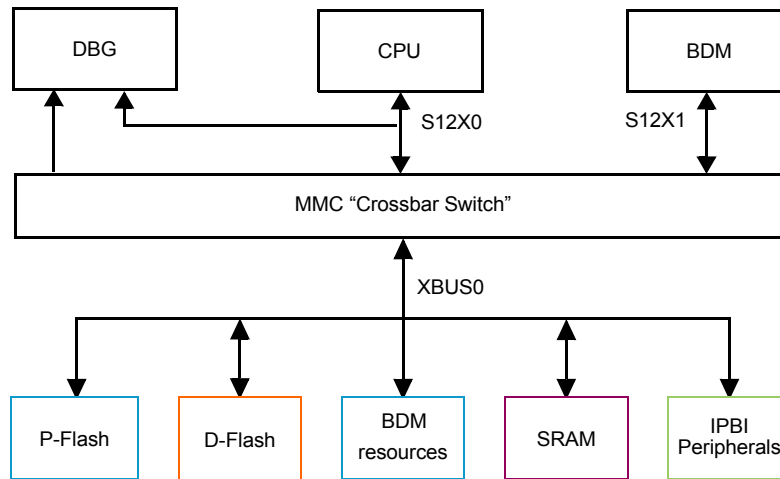 DBG
CPU
BDM
S12X0
S12X1
MMC “Crossbar Switch”
XBUS0
P-Flash
D-Flash
BDM
resources
SRAM
IPBI
Peripherals